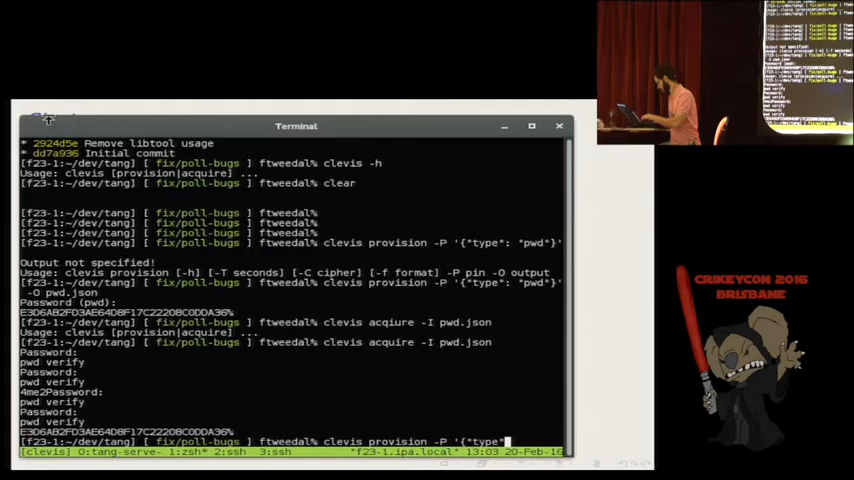 Terminal
* 2924d5e Remove libtool usage
* dd7a936 Initial commit
[f23-1:~/dev/tang] [ fix/poll-bugs ] ftweedal% clevis -h
Usage: clevis [provision|acquire] ...
[f23-1:~/dev/tang] [ fix/poll-bugs ] ftweedal% clear
[f23-1:~/dev/tang] [ fix/poll-bugs ] ftweedal%
[f23-1:~/dev/tang] [ fix/poll-bugs ] ftweedal%
[f23-1:~/dev/tang] [ fix/poll-bugs ] ftweedal%
[f23-1:~/dev/tang] [ fix/poll-bugs ] ftweedal% clevis provision -P '{"type": "pwd"}'
Output not specified!
Usage: clevis provision [-h] [-T seconds] [-C cipher] [-f format] -P pin -O output
[f23-1:~/dev/tang] [ fix/poll-bugs ] ftweedal% clevis provision -P '{"type": "pwd"}'
-O pwd.json
Password (pwd):
E3D6AB2FD3AE64D8F17C22208C0DDA36%
[f23-1:~/dev/tang] [ fix/poll-bugs ] ftweedal% clevis acqiure -I pwd.json
Usage: clevis [provision|acquire] ...
[f23-1:~/dev/tang] [ fix/poll-bugs ] ftweedal% clevis acquire -I pwd.json
Password:
pwd verify
Password:
pwd verify
4me2Password:
pwd verify
Password:
pwd verify
E3D6AB2FD3AE64D8F17C22208C0DDA36%
[f23-1:~/dev/tang] [ fix/poll-bugs ] ftweedal% clevis provision -P '{"type"
[clevis] 0:tang-serve- 1:zsh* 2:ssh 3:ssh "f23-1.ipa.local" 13:03 20-Feb-16
CRIKEYCON 2016
BRISBANE